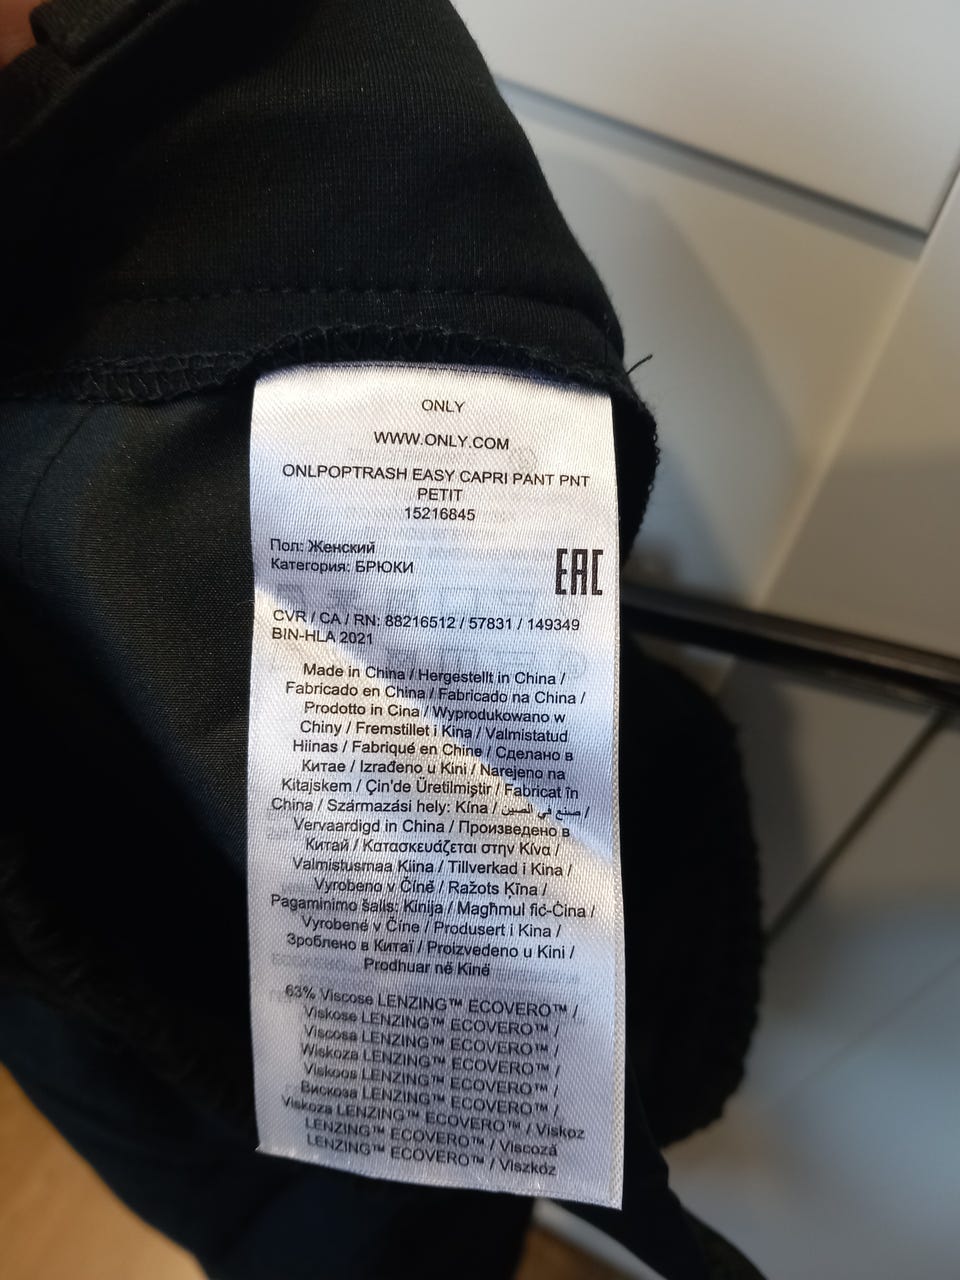 ONLY
WWW.ONLY.COM
ONLPOPTRASH EASY CAPRI PANT PNT
PETIT
15216845
Пол: Женский
Категория: БРЮКИ
EAC
CVR / CA / RN: 88216512 / 57831 / 149349
BIN-HLA 2021
Made in China / Hergestellt in China /
Fabricado en China / Fabricado na China /
Prodotto in Cina / Wyprodukowano w
Chiny / Fremstillet i Kina / Valmistatud
Hiinas / Fabriqué en Chine / Сделано в
Китае / Izrađeno u Kini / Narejeno na
Kitajskem / Çin'de Üretilmiştir / Fabricat în
China / Származási hely: Kína / صنع في الصين /
Vervaardigd in China / Произведено в
Китай / Κατασκευάζεται στην Κίνα /
Valmistusmaa Kiina / Tillverkad i Kina /
Vyrobeno v Číně / Ražots Ķīna /
Pagaminimo šalis: Kinija / Magħmul fiċ-Ċina /
Vyrobené v Číne / Produsert i Kina /
Зроблено в Китаї / Proizvedeno u Kini /
Prodhuar në Kinë
63% Viscose LENZING™ ECOVERO™ /
Viskose LENZING™ ECOVERO™ /
Viscosa LENZING™ ECOVERO™ /
Wiskoza LENZING™ ECOVERO™ /
Viskoos LENZING™ ECOVERO™ /
Вискоза LENZING™ ECOVERO™ /
Viskoza LENZING™ ECOVERO™ / Viskoz
LENZING™ ECOVERO™ / Viscoză
LENZING™ ECOVERO™ / Viszkóz